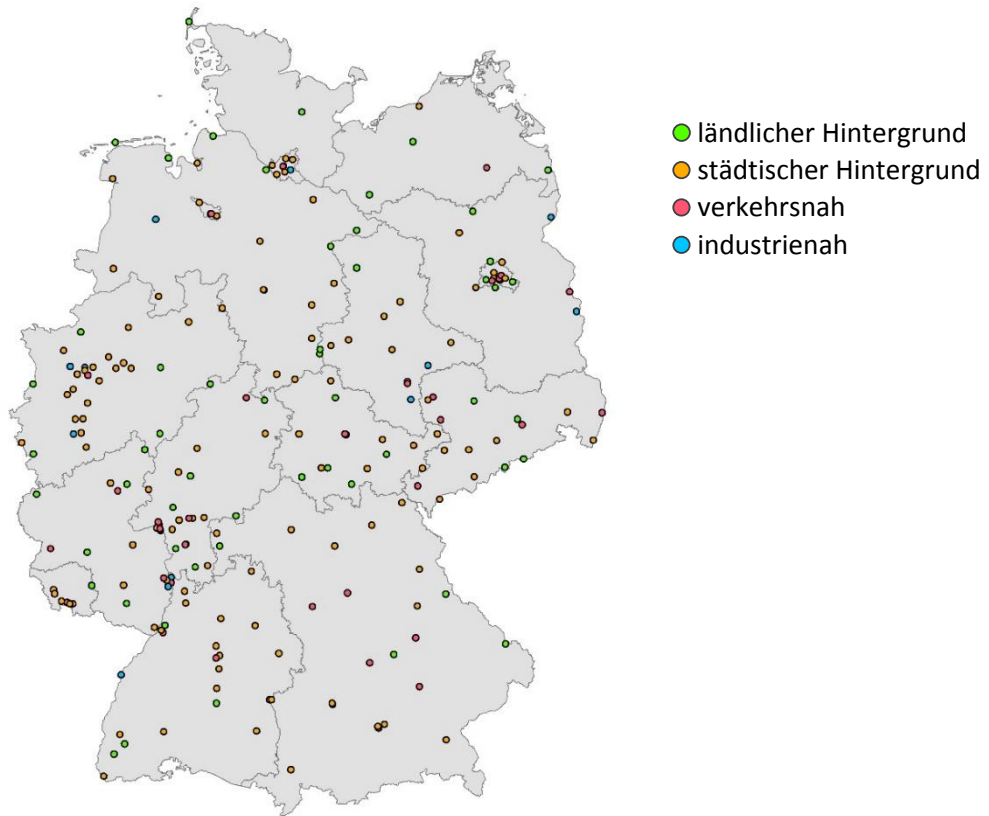 ländlicher Hintergrund
städtischer Hintergrund
verkehrsnah
industrienah